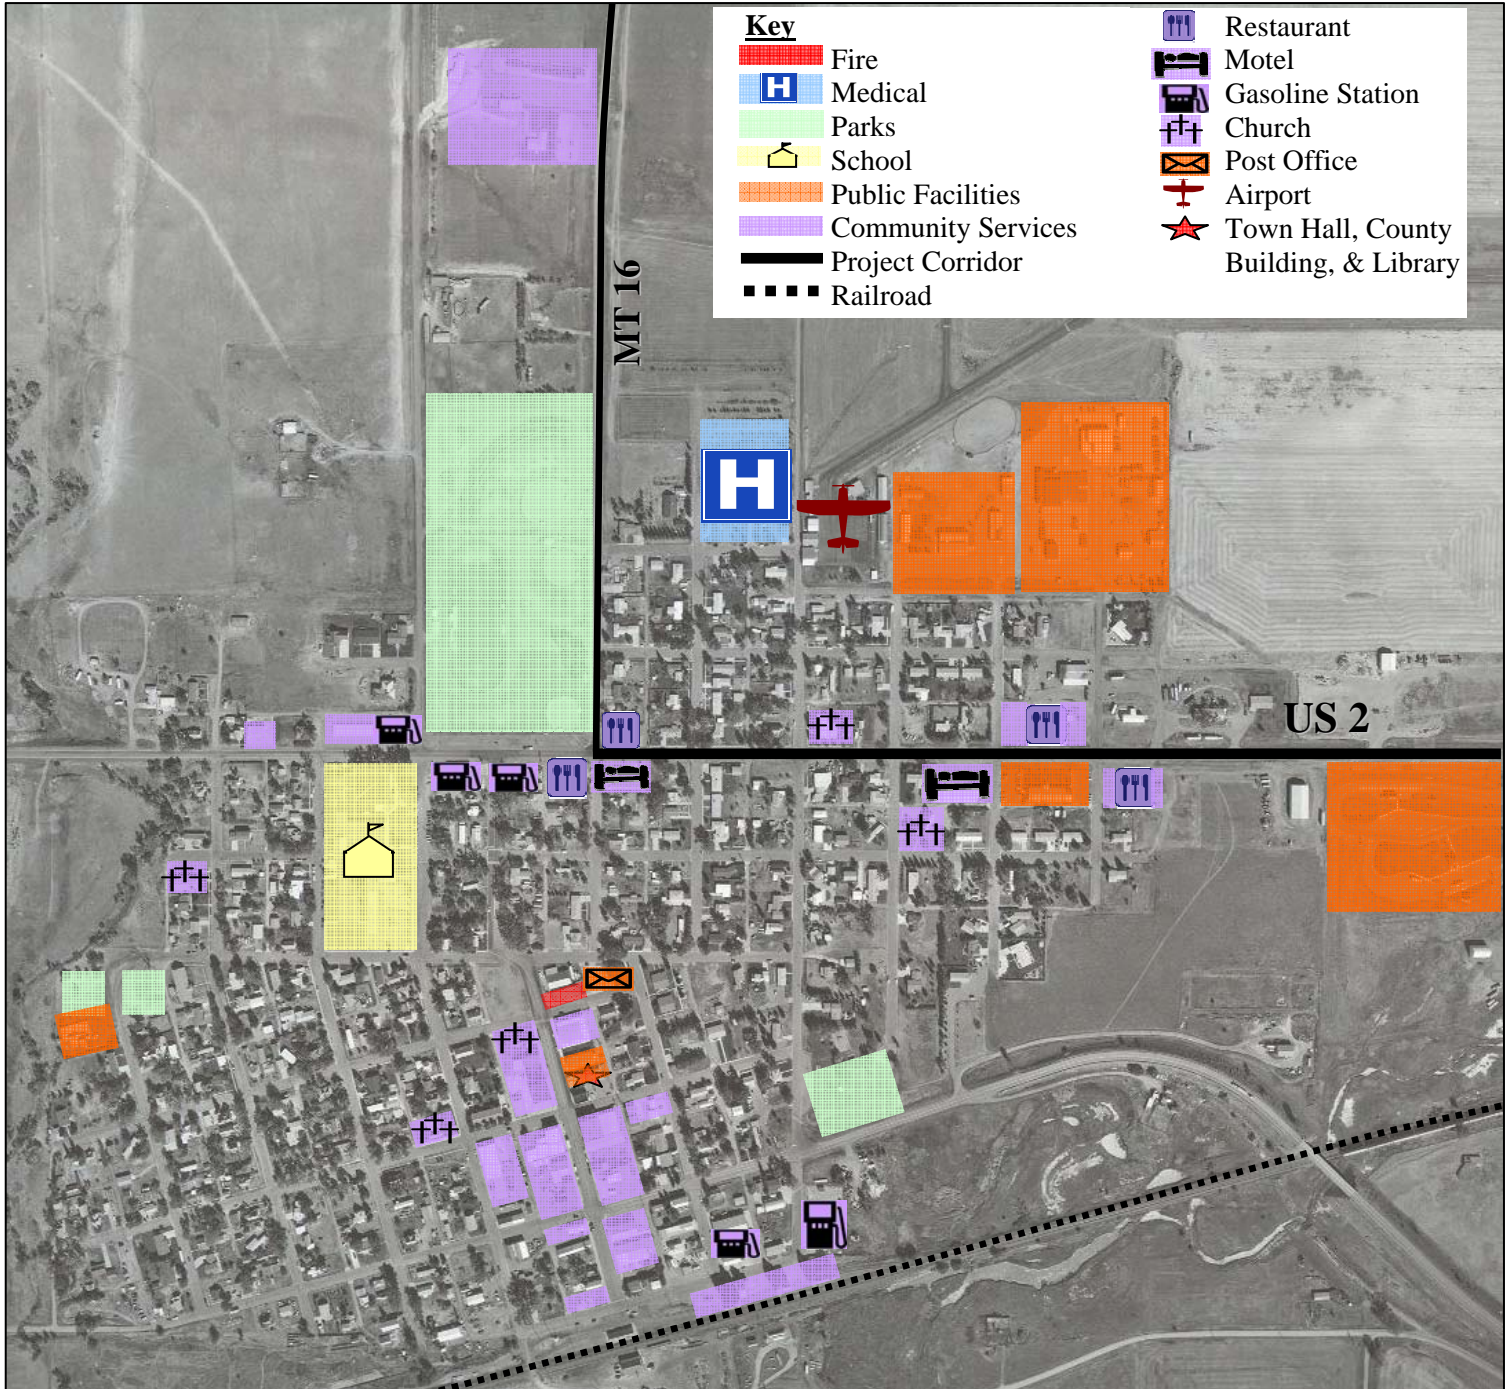 Key
Fire
H Medical
Parks
School
Public Facilities
Community Services
Project Corridor
Railroad
Restaurant
Motel
Gasoline Station
Church
Post Office
Airport
Town Hall, County
Building, & Library
MT 16
H
US 2